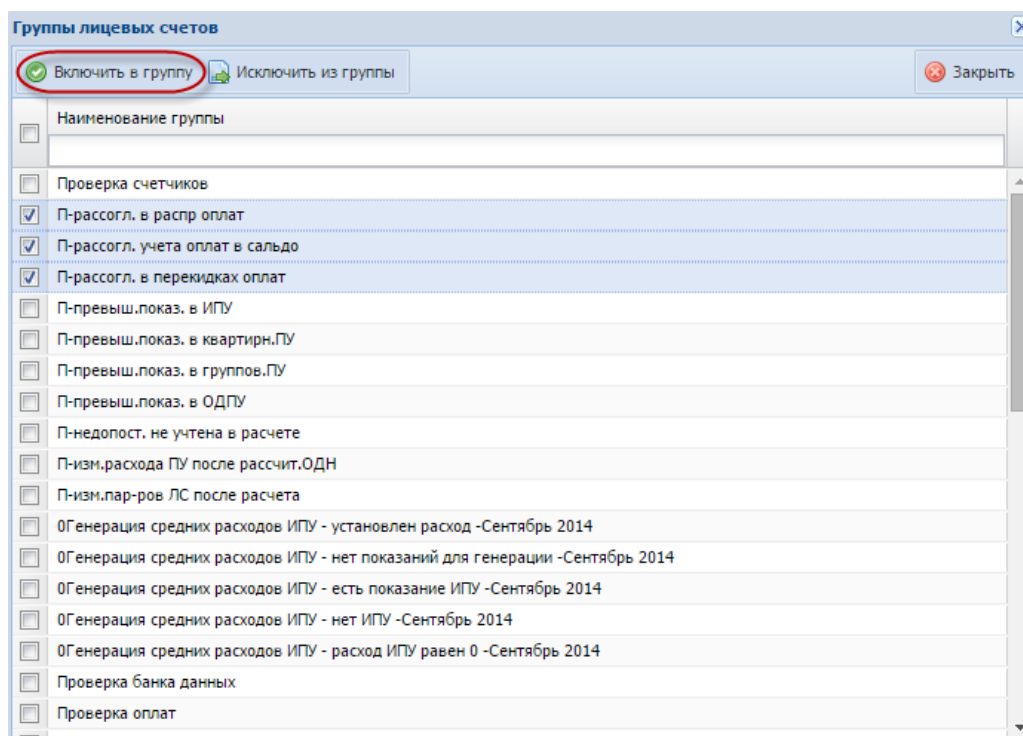 Группы лицевых счетов
Включить в группу Исключить из группы Закрыть
Наименование группы
Проверка счетчиков
П-рассогл. в распр оплат
П-рассогл. учета оплат в сальдо
П-рассогл. в перекидках оплат
П-превыш.показ. в ИПУ
П-превыш.показ. в квартирн.ПУ
П-превыш.показ. в группов.ПУ
П-превыш.показ. в ОДПУ
П-недопост. не учтена в расчете
П-изм.расхода ПУ после рассчит.ОДН
П-изм.пар-ров ЛС после расчета
0Генерация средних расходов ИПУ - установлен расход -Сентябрь 2014
0Генерация средних расходов ИПУ - нет показаний для генерации -Сентябрь 2014
0Генерация средних расходов ИПУ - есть показание ИПУ -Сентябрь 2014
0Генерация средних расходов ИПУ - нет ИПУ -Сентябрь 2014
0Генерация средних расходов ИПУ - расход ИПУ равен 0 -Сентябрь 2014
Проверка банка данных
Проверка оплат